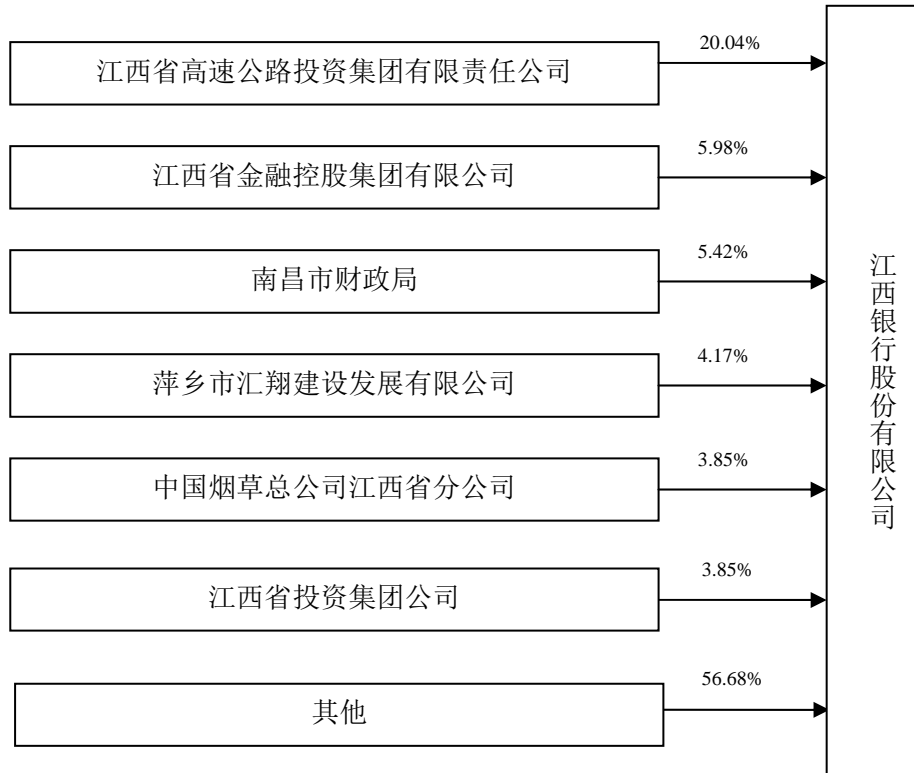 20.04%
江西省高速公路投资集团有限责任公司
5.98%
江西省金融控股集团有限公司
5.42%
南昌市财政局
4.17%
萍乡市汇翔建设发展有限公司
3.85%
中国烟草总公司江西省分公司
3.85%
江西省投资集团公司
56.68%
其他
江西银行股份有限公司